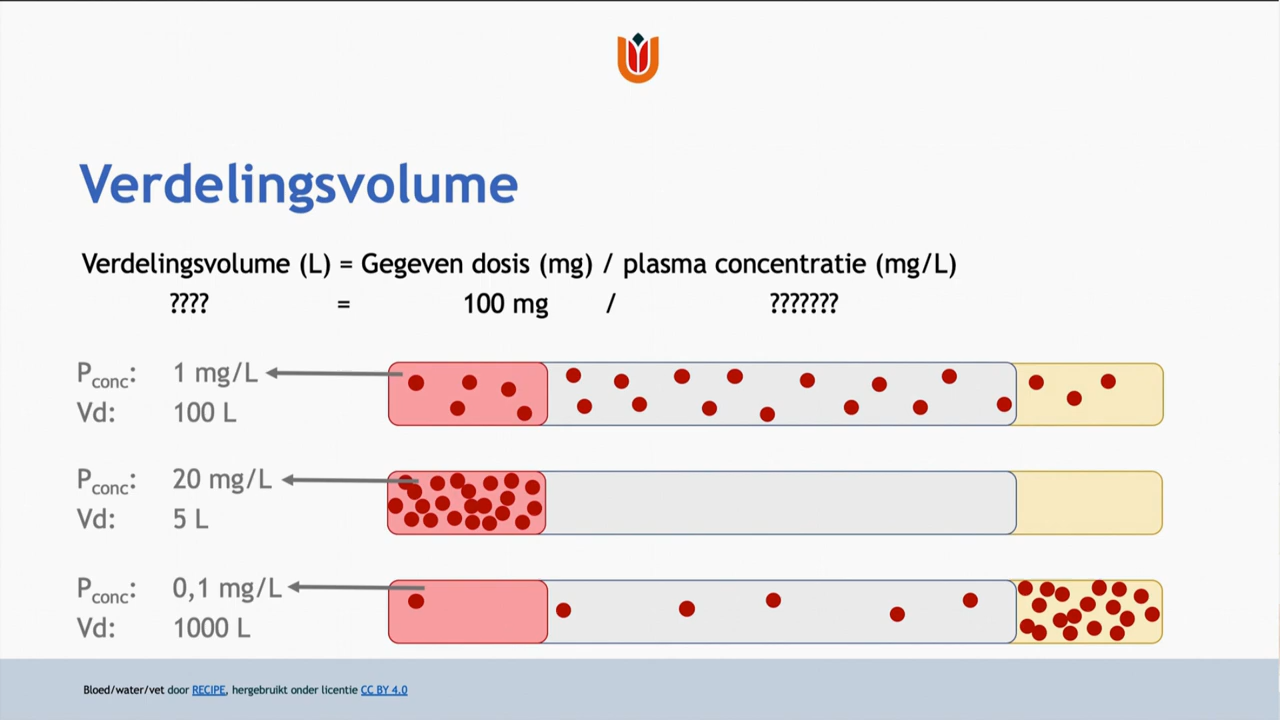 Verdelingsvolume
Verdelingsvolume (L) = Gegeven dosis (mg) / plasma concentratie (mg/L)
???? = 100 mg / ???????
Pconc: 1 mg/L
Vd: 100 L
Pconc: 20 mg/L
Vd: 5 L
Pconc: 0,1 mg/L
Vd: 1000 L
Bloed/water/vet door RECIPE, hergebruikt onder licentie CC BY 4.0